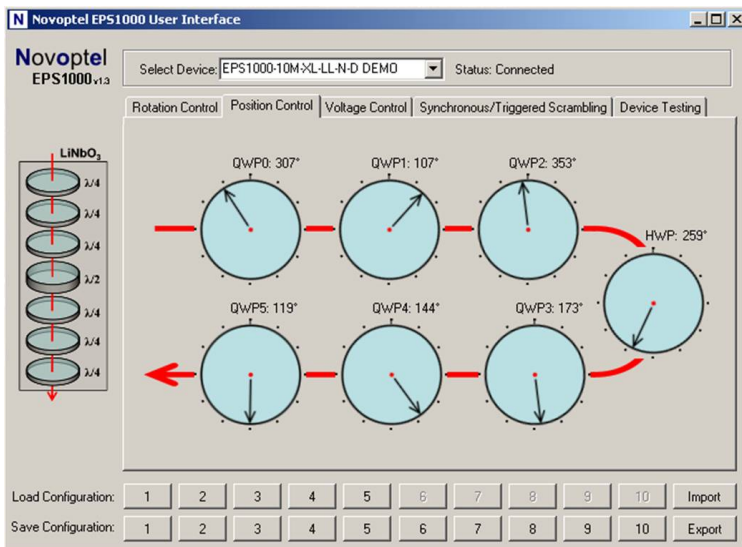 N Novoptel EPS1000 User Interface
Novoptel
EPS1000 v1.3
Select Device: EPS1000-10M-XL-LL-N-D DEMO Status: Connected
Rotation Control Position Control Voltage Control Synchronous/Triggered Scrambling Device Testing
LiNbO3
λ/4
λ/4
λ/4
λ/2
λ/4
λ/4
λ/4
QWP0: 307° QWP1: 107° QWP2: 353°
HWP: 259°
QWP5: 119° QWP4: 144° QWP3: 173°
Load Configuration: 1 2 3 4 5 6 7 8 9 10 Import
Save Configuration: 1 2 3 4 5 6 7 8 9 10 Export